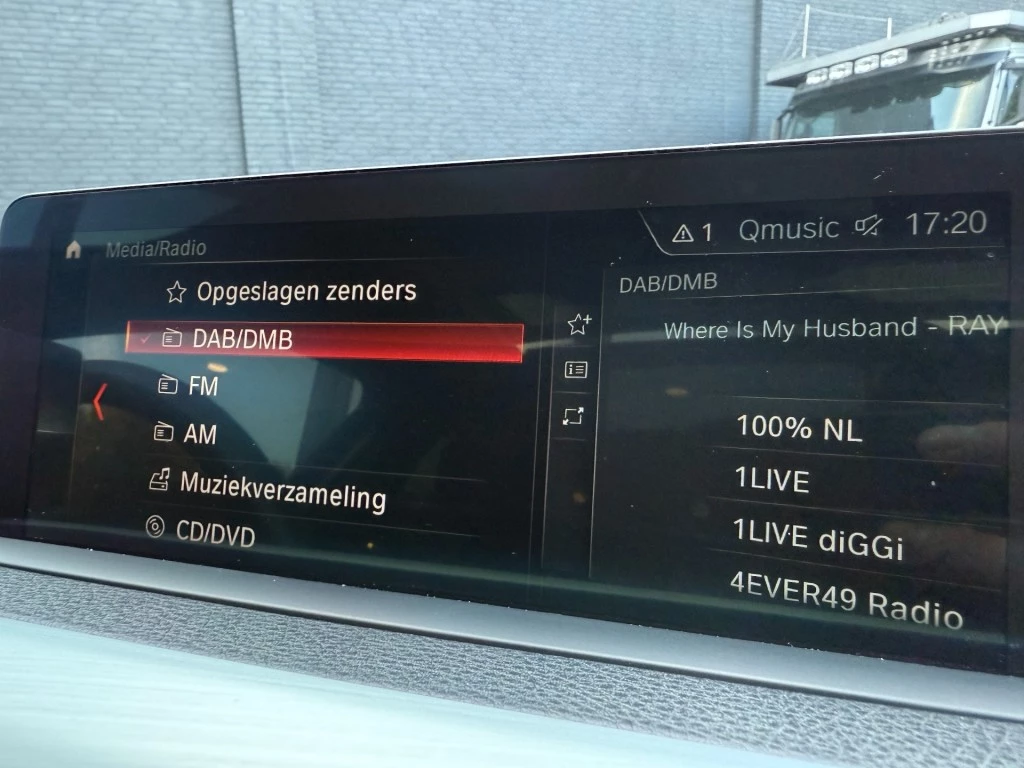 Media/Radio
Opgeslagen zenders
DAB/DMB
FM
AM
Muziekverzameling
CD/DVD
1 Qmusic 17:20
DAB/DMB
Where Is My Husband - RAY
100% NL
1LIVE
1LIVE diGGi
4EVER49 Radio